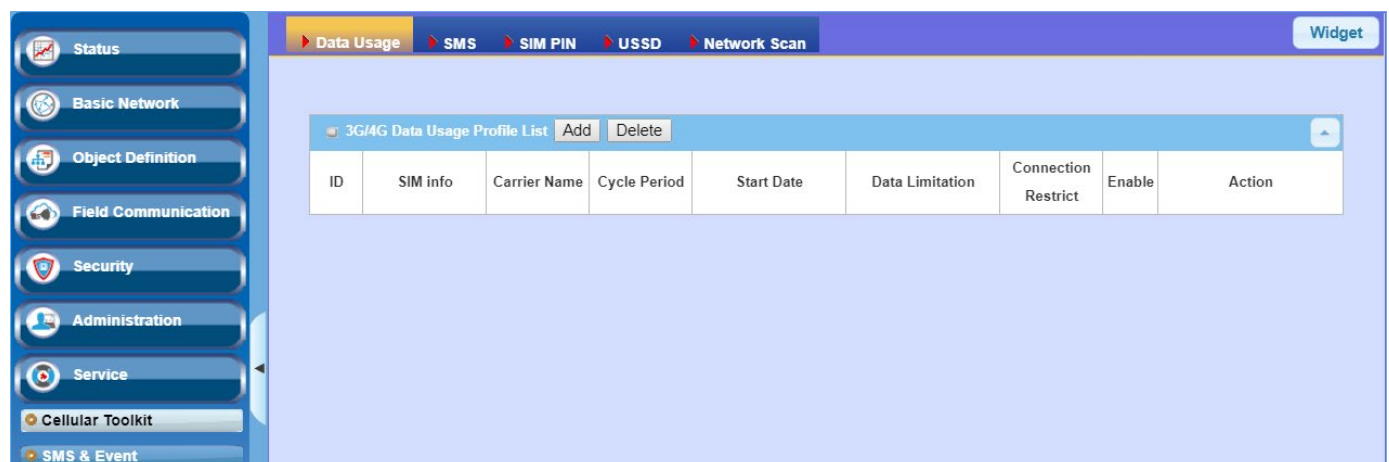 Status
Basic Network
Object Definition
Field Communication
Security
Administration
Service
Cellular Toolkit
SMS & Event
Data Usage SMS SIM PIN USSD Network Scan
Widget
3G/4G Data Usage Profile List Add Delete
ID SIM info Carrier Name Cycle Period Start Date Data Limitation Connection Restrict Enable Action